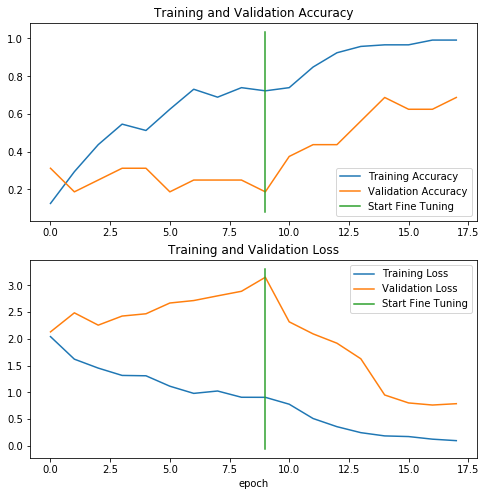 Training and Validation Accuracy
1.0
0.8
0.6
0.4
0.2
Training Accuracy
Validation Accuracy
Start Fine Tuning
0.0 2.5 5.0 7.5 10.0 12.5 15.0 17.5
Training and Validation Loss
3.0
2.5
2.0
1.5
1.0
0.5
0.0
Training Loss
Validation Loss
Start Fine Tuning
0.0 2.5 5.0 7.5 10.0 12.5 15.0 17.5
epoch